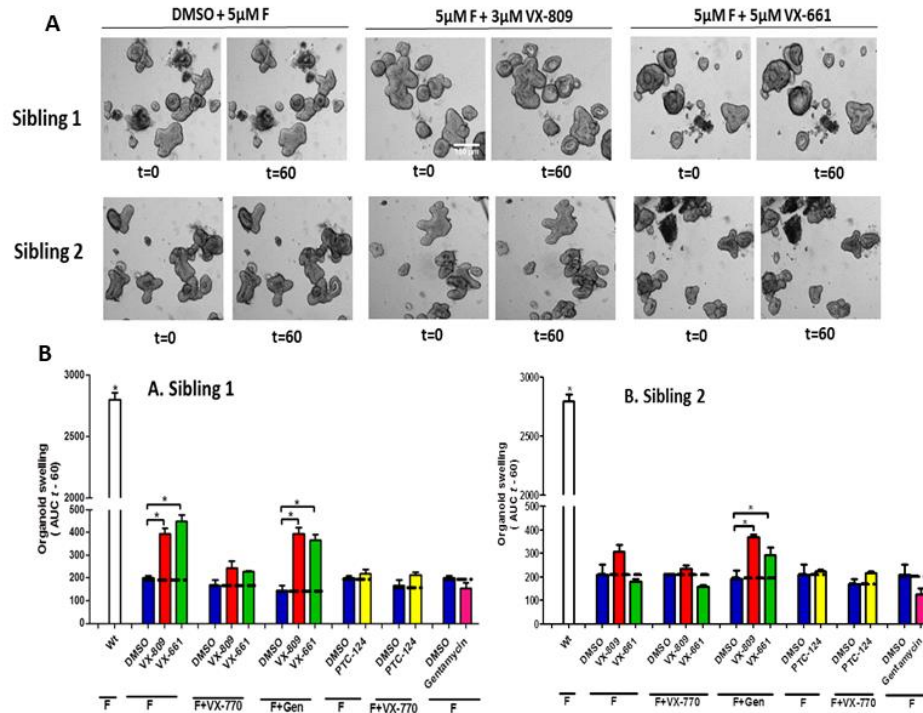 A
DMSO + 5µM F 5µM F + 3µM VX-809 5µM F + 5µM VX-661
Sibling 1
t=0 t=60 t=0 t=60 t=0 t=60
Sibling 2
t=0 t=60 t=0 t=60 t=0 t=60
B
A. Sibling 1
Organoid swelling
( AUC t - 60)
3000
2500
2000
500
400
300
200
100
*
* *
* *
Wt DMSO VX-809 VX-661 DMSO VX-809 VX-661 DMSO VX-809 VX-661 DMSO PTC-124 DMSO PTC-124 DMSO Gentamycin
F F F+VX-770 F+Gen F F+VX-770 F
B. Sibling 2
Organoid swelling
( AUC t - 60)
3000
2500
2000
500
400
300
200
100
*
* *
Wt DMSO VX-809 VX-661 DMSO VX-809 VX-661 DMSO VX-809 VX-661 DMSO PTC-124 DMSO PTC-124 DMSO Gentamycin
F F F+VX-770 F+Gen F F+VX-770 F